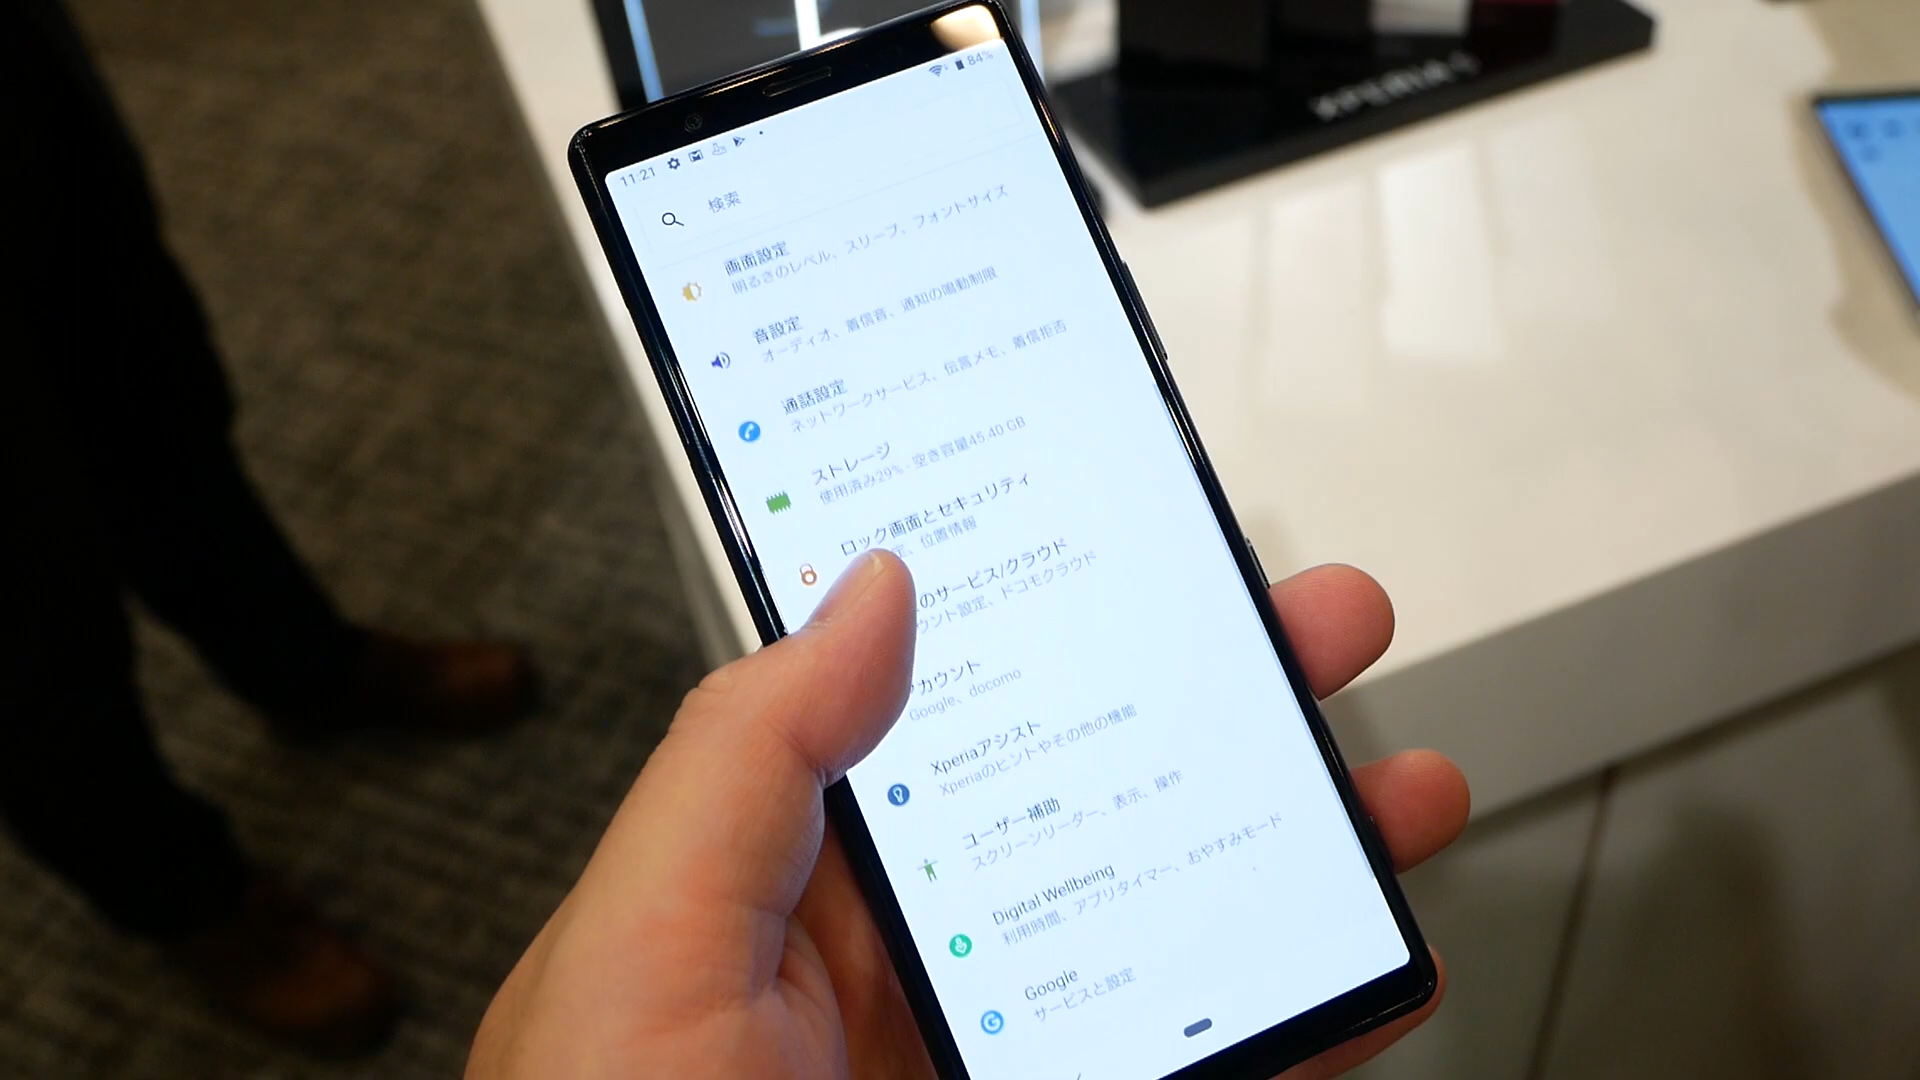 XPERIA 1
84%
11:21
検索
画面設定
明るさのレベル、スリープ、フォントサイズ
音設定
オーディオ、着信音、通知の鳴動制限
通話設定
ネットワークサービス、伝言メモ、着信拒否
ストレージ
使用済み29% - 空き容量45.40 GB
ロック画面とセキュリティ
定、位置情報
のサービス/クラウド
ウント設定、ドコモクラウド
カウント
Google、docomo
Xperiaアシスト
Xperiaのヒントやその他の機能
ユーザー補助
スクリーンリーダー、表示、操作
Digital Wellbeing
利用時間、アプリタイマー、おやすみモード
Google
サービスと設定